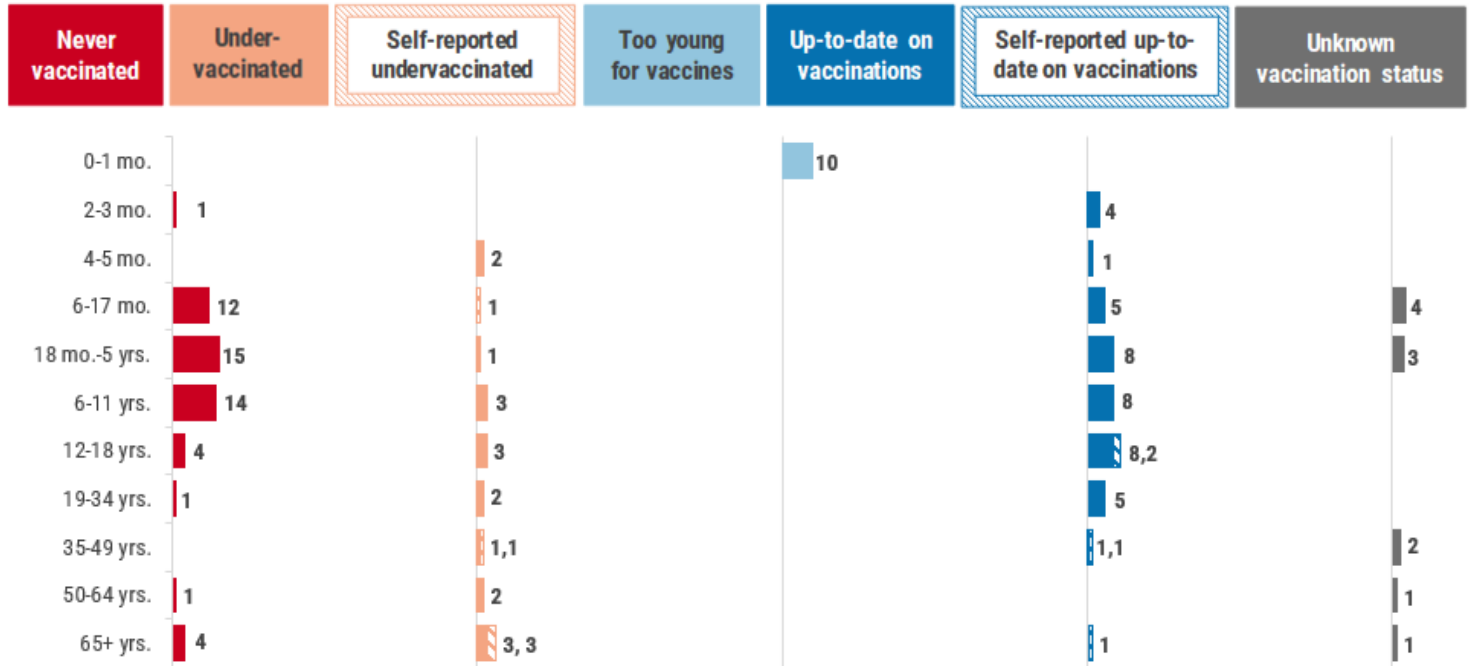 Never
vaccinated
Under-
vaccinated
Self-reported
undervaccinated
Too young
for vaccines
Up-to-date on
vaccinations
Self-reported up-to-
date on vaccinations
Unknown
vaccination status
0-1 mo. 10
2-3 mo. 1 4
4-5 mo. 2 1
6-17 mo. 12 1 5 4
18 mo.-5 yrs. 15 1 8 3
6-11 yrs. 14 3 8
12-18 yrs. 4 3 8,2
19-34 yrs. 1 2 5
35-49 yrs. 1,1 1,1 2
50-64 yrs. 1 2 1
65+ yrs. 4 3, 3 1 1